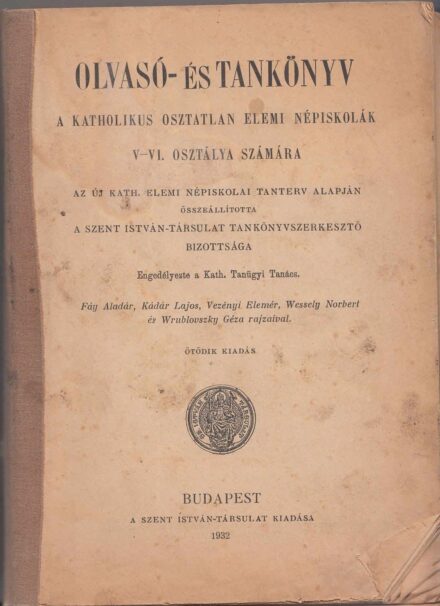 OLVASÓ- ÉS TANKÖNYV
A KATHOLIKUS OSZTATLAN ELEMI NÉPISKOLÁK
V–VI. OSZTÁLYA SZÁMÁRA
AZ ÚJ KATH. ELEMI NÉPISKOLAI TANTERV ALAPJÁN
ÖSSZEÁLLÍTOTTA
A SZENT ISTVÁN-TÁRSULAT TANKÖNYVSZERKESZTŐ
BIZOTTSÁGA
Engedélyezte a Kath. Tanügyi Tanács.
Fáy Aladár, Kádár Lajos, Vezényi Elemér, Wessely Norbert
és Wrublovszky Géza rajzaival.
ÖTÖDIK KIADÁS
BUDAPEST
A SZENT ISTVÁN-TÁRSULAT KIADÁSA
1932